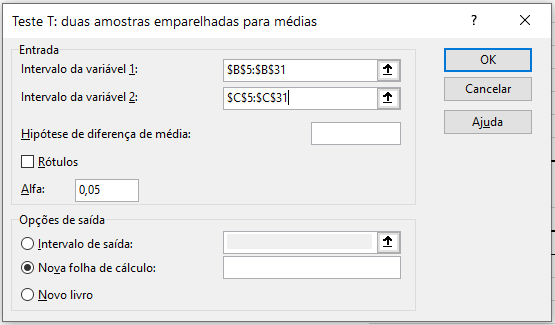 Teste T: duas amostras emparelhadas para médias
? ×
Entrada
Intervalo da variável 1: $B$5:$B$31
Intervalo da variável 2: $C$5:$C$31
Hipótese de diferença de média:
Rótulos
Alfa: 0,05
OK
Cancelar
Ajuda
Opções de saída
Intervalo de saída:
Nova folha de cálculo:
Novo livro